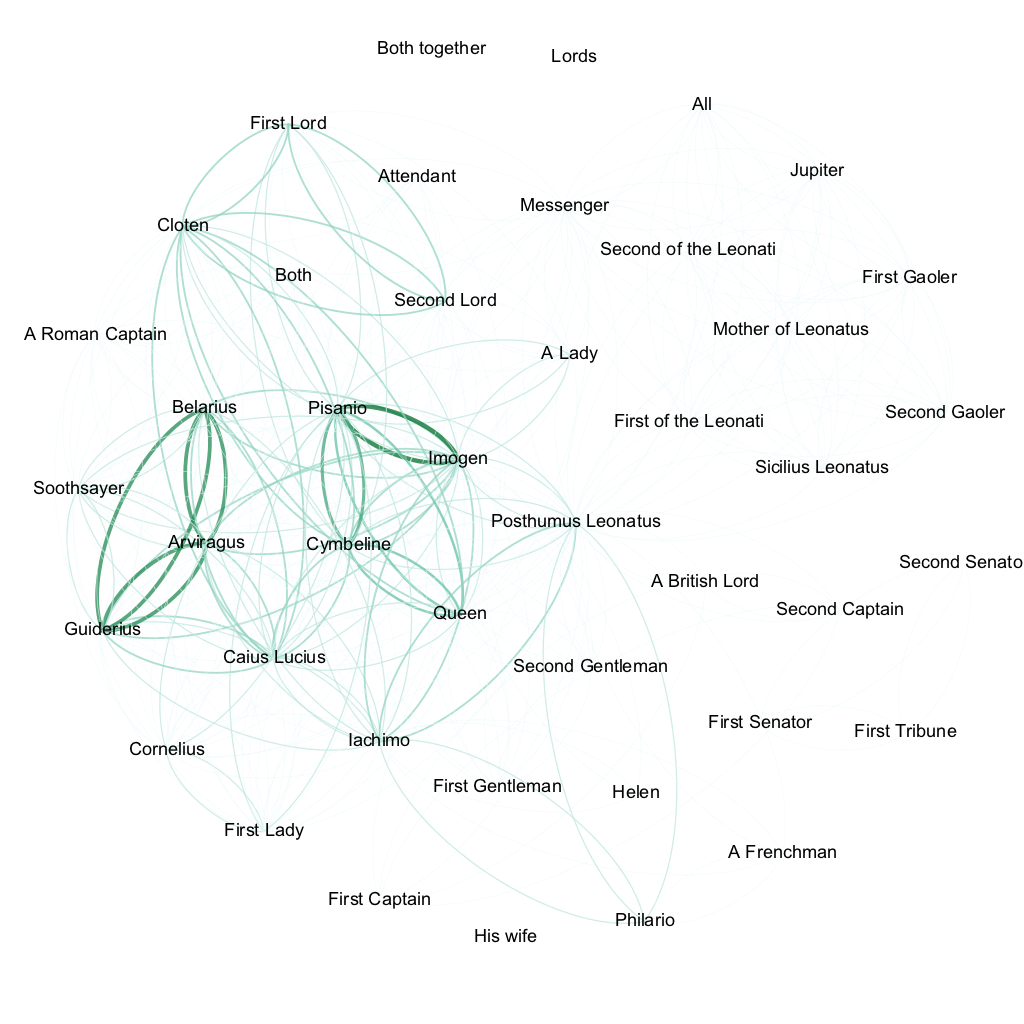 Both together
Lords
All
First Lord
Attendant
Jupiter
Messenger
Cloten
Second of the Leonati
Both
First Gaoler
Second Lord
Mother of Leonatus
A Roman Captain
A Lady
Belarius
Pisanio
Second Gaoler
First of the Leonati
Imogen
Sicilius Leonatus
Soothsayer
Posthumus Leonatus
Arviragus
Cymbeline
Second Senato
A British Lord
Second Captain
Queen
Guiderius
Caius Lucius
Second Gentleman
First Senator
First Tribune
Iachimo
Cornelius
First Gentleman
Helen
First Lady
A Frenchman
First Captain
Philario
His wife